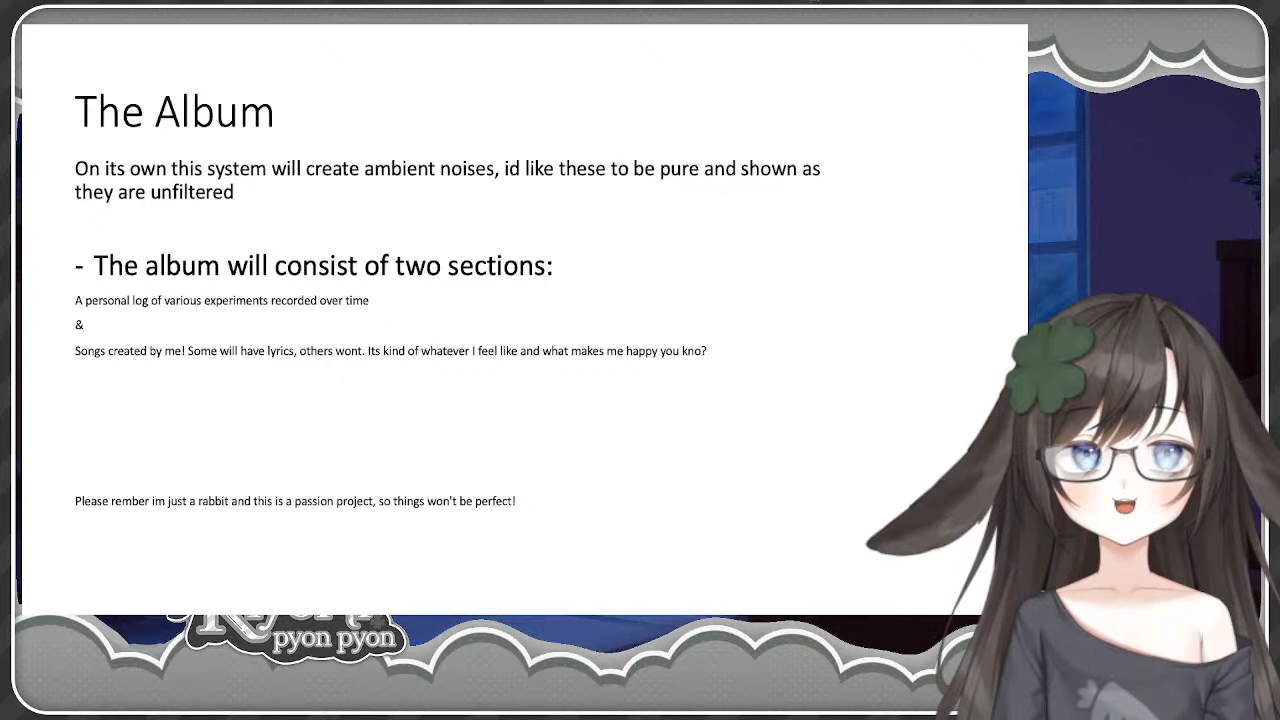 The Album
On its own this system will create ambient noises, id like these to be pure and shown as
they are unfiltered
- The album will consist of two sections:
A personal log of various experiments recorded over time
&
Songs created by me! Some will have lyrics, others wont. Its kind of whatever I feel like and what makes me happy you kno?
Please rember im just a rabbit and this is a passion project, so things won't be perfect!
pyon pyon